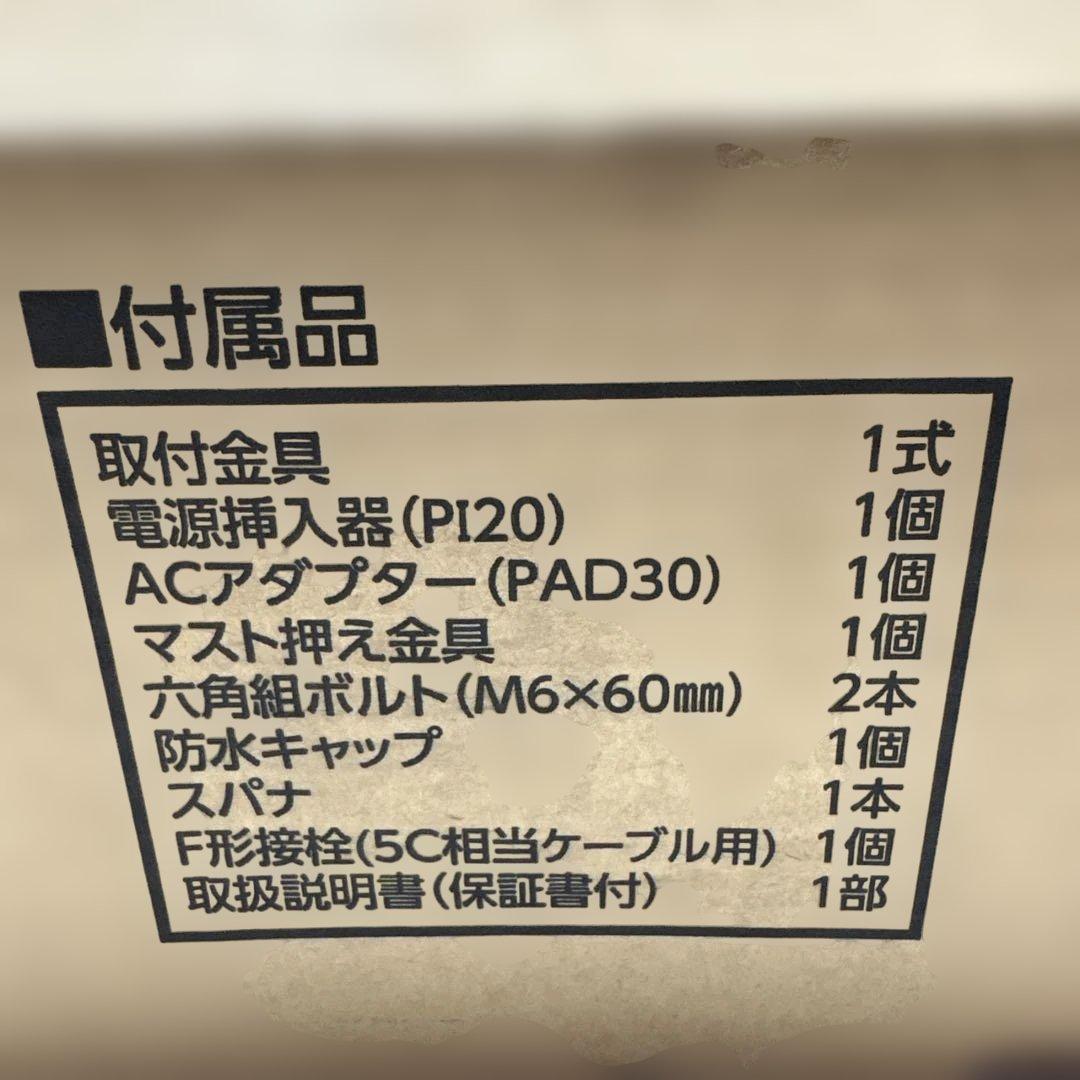 ■付属品
取付金具 1式
電源挿入器(PI20) 1個
ACアダプター(PAD30) 1個
マスト押え金具 1個
六角組ボルト(M6×60㎜) 2本
防水キャップ 1個
スパナ 1本
F形接栓(5C相当ケーブル用) 1個
取扱説明書(保証書付) 1部